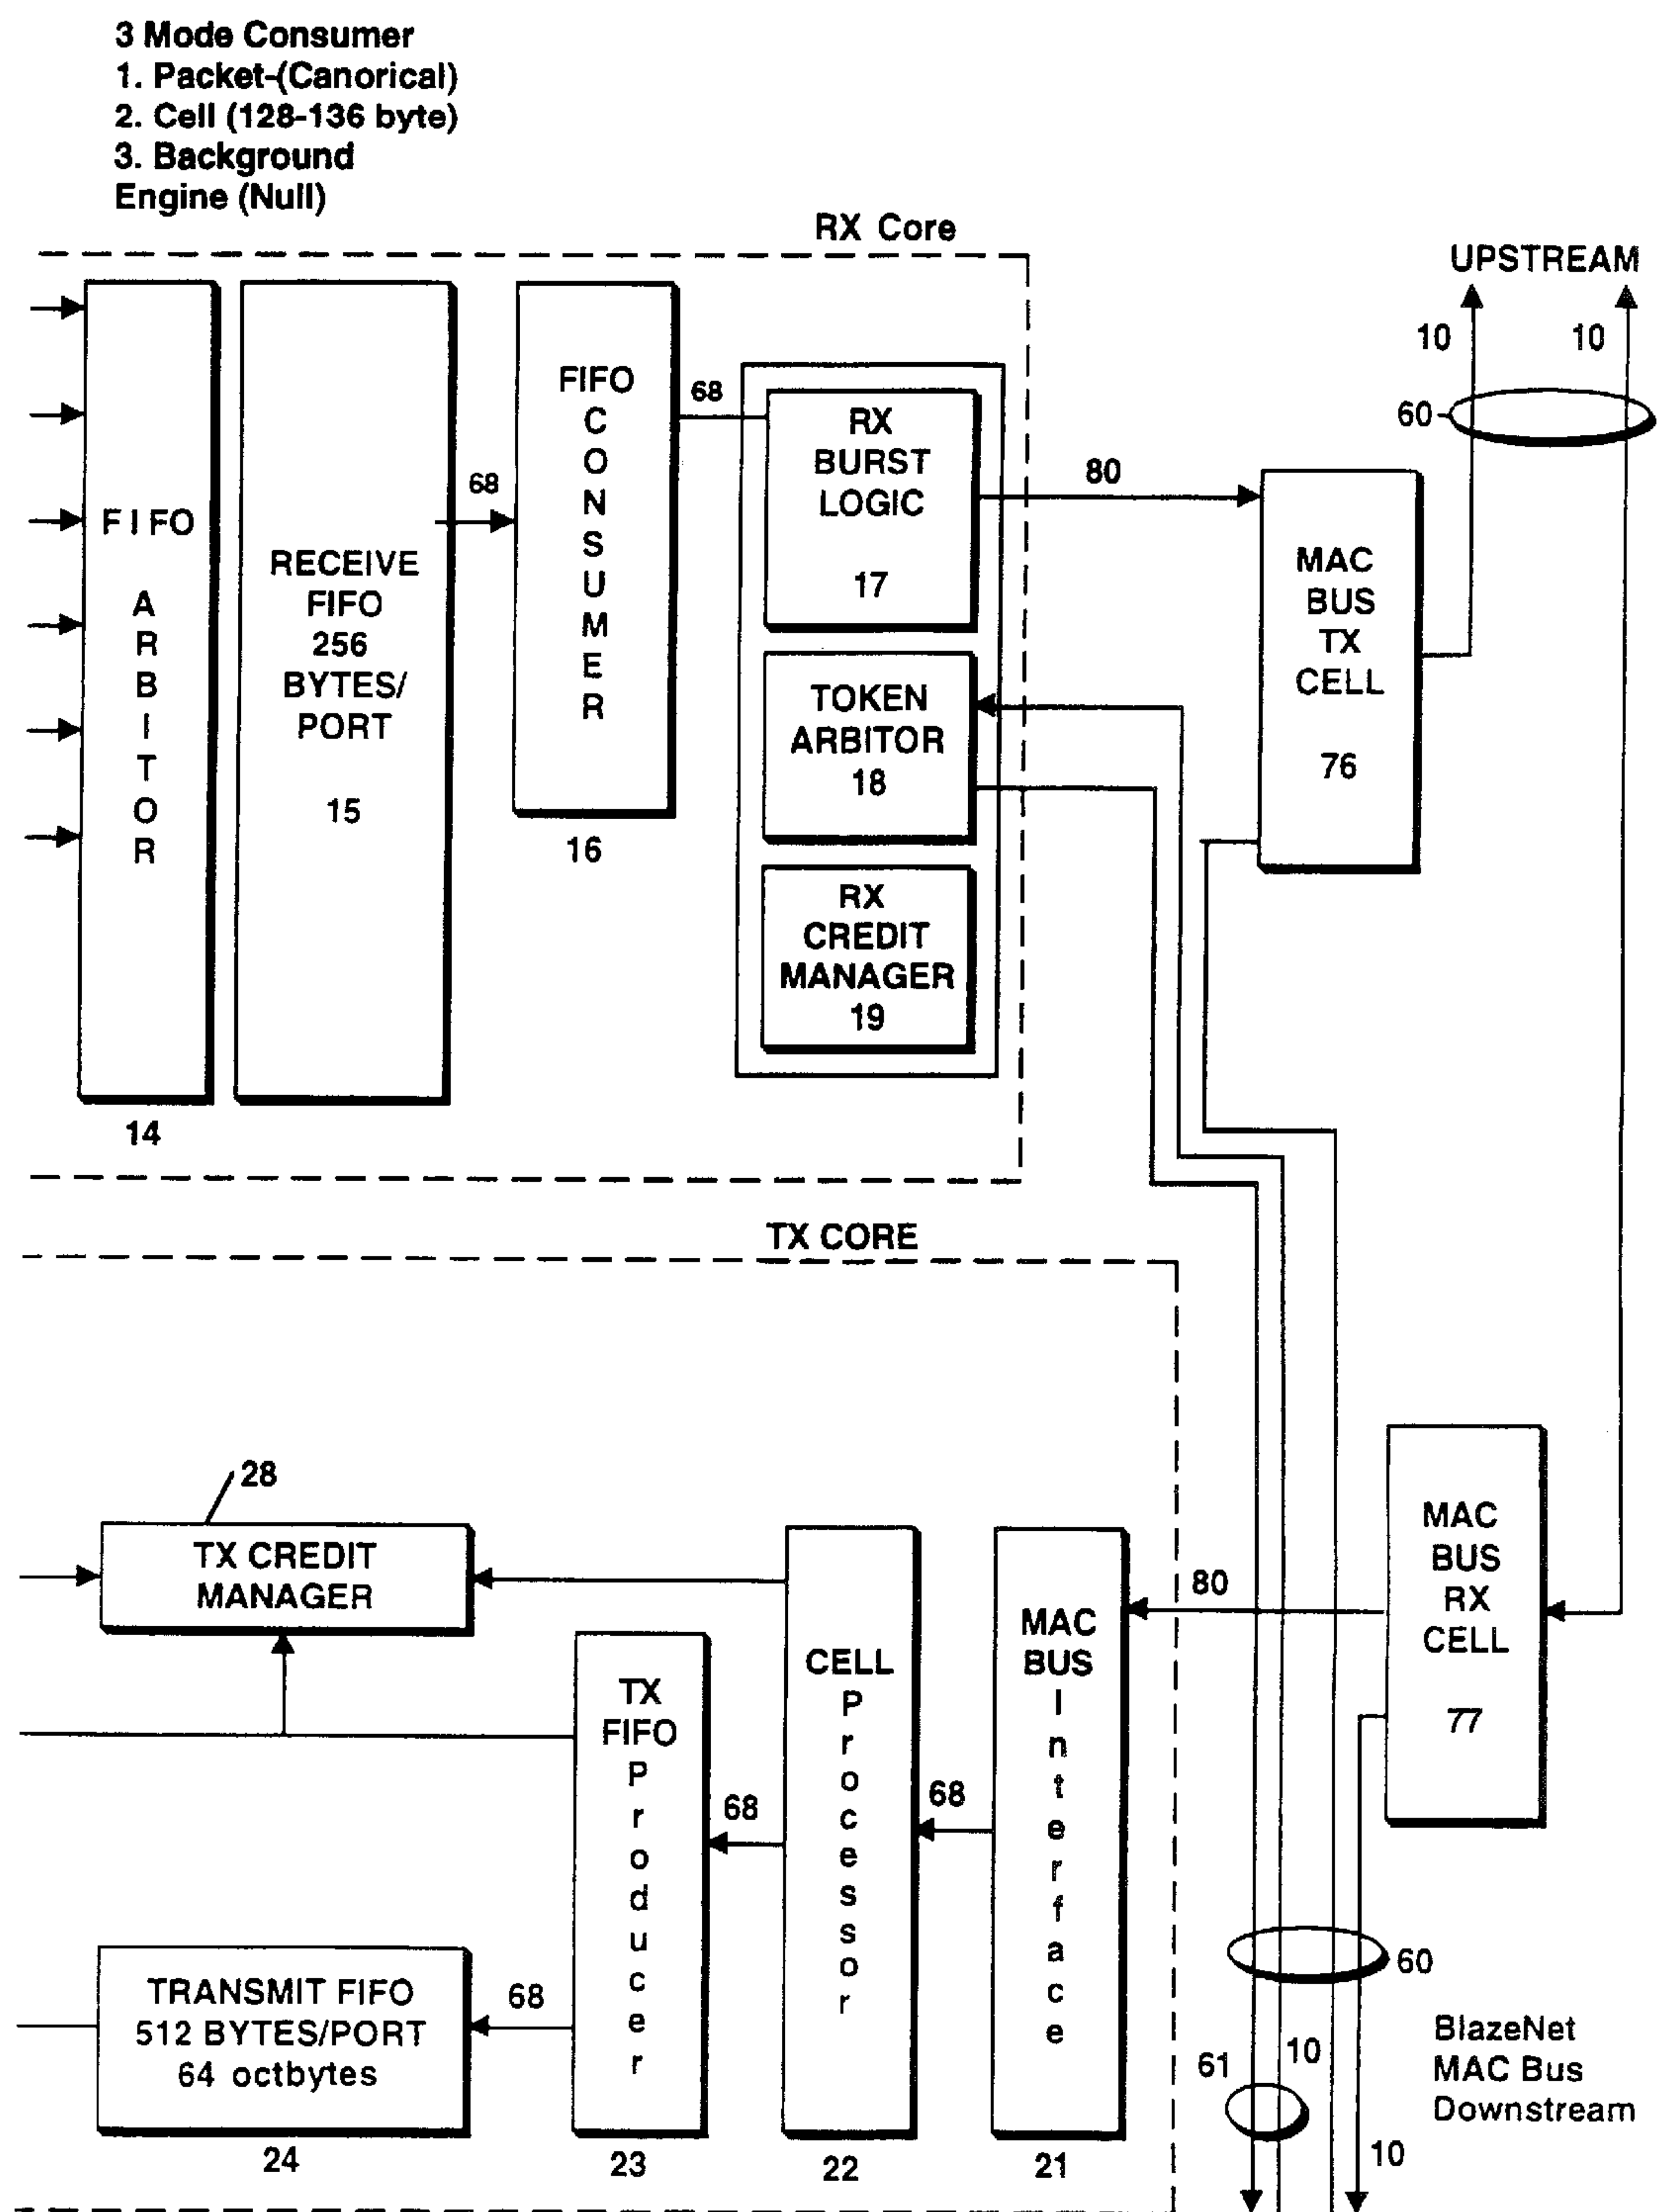 3 Mode Consumer
1. Packet-(Canorical)
2. Cell (128-136 byte)
3. Background
Engine (Null)
RX Core
UPSTREAM
10
10
60
FIFO
ARBITOR
14
RECEIVE
FIFO
256
BYTES/
PORT
15
68
FIFO
CONSUMER
16
68
RX
BURST
LOGIC
17
TOKEN
ARBITOR
18
RX
CREDIT
MANAGER
19
80
MAC
BUS
TX
CELL
76
TX CORE
28
TX CREDIT
MANAGER
TRANSMIT FIFO
512 BYTES/PORT
64 octbytes
24
68
TX
FIFO
Producer
23
68
CELL
Processor
22
68
MAC
BUS
Interface
21
80
MAC
BUS
RX
CELL
77
60
61
10
10
BlazeNet
MAC Bus
Downstream